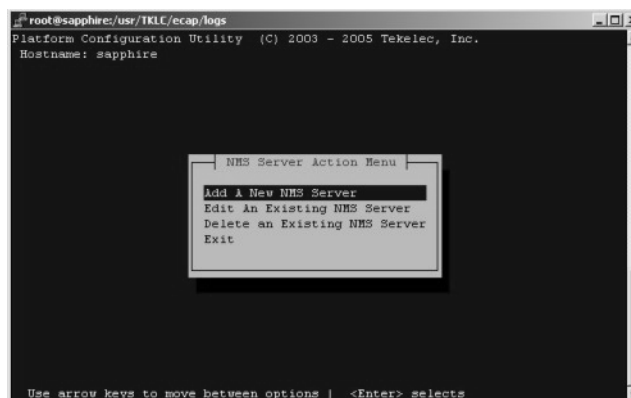 root@sapphire:/usr/TKLC/ecap/logs
Platform Configuration Utility (C) 2003 - 2005 Tekelec, Inc.
Hostname: sapphire
NMS Server Action Menu
Add A New NMS Server
Edit An Existing NMS Server
Delete an Existing NMS Server
Exit
Use arrow keys to move between options | <Enter> selects